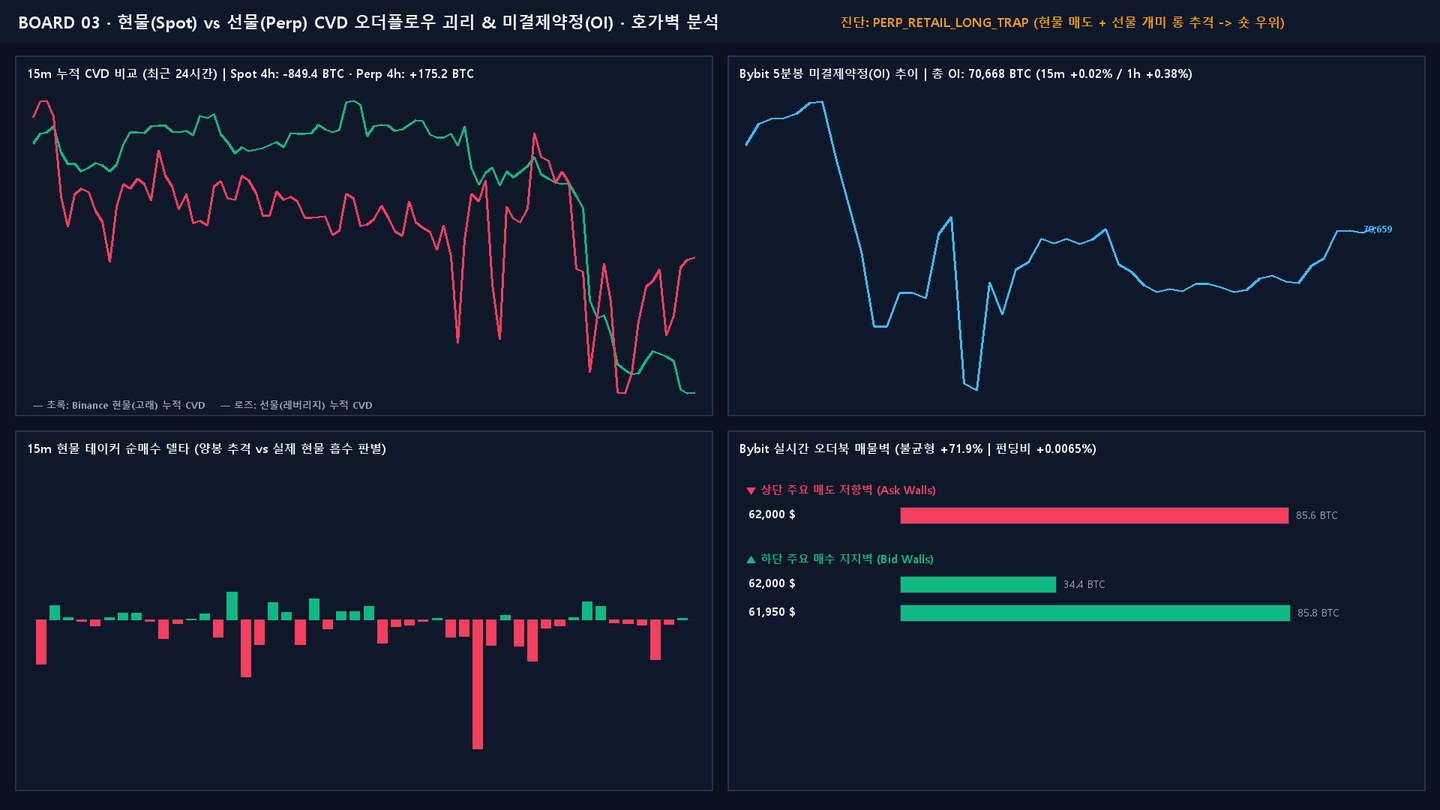 BOARD 03 · 현물(Spot) vs 선물(Perp) CVD 오더플로우 괴리 & 미결제약정(OI) · 호가벽 분석
진단: PERP_RETAIL_LONG_TRAP (현물 매도 + 선물 개미 롱 추격 -> 숏 우위)
15m 누적 CVD 비교 (최근 24시간) | Spot 4h: -849.4 BTC · Perp 4h: +175.2 BTC
— 초록: Binance 현물(고래) 누적 CVD — 로즈: 선물(레버리지) 누적 CVD
Bybit 5분봉 미결제약정(OI) 추이 | 총 OI: 70,668 BTC (15m +0.02% / 1h +0.38%)
70,659
15m 현물 테이커 순매수 델타 (양봉 추격 vs 실제 현물 흡수 판별)
Bybit 실시간 오더북 매물벽 (불균형 +71.9% | 펀딩비 +0.0065%)
▼ 상단 주요 매도 저항벽 (Ask Walls)
62,000 $ 85.6 BTC
▲ 하단 주요 매수 지지벽 (Bid Walls)
62,000 $ 34.4 BTC
61,950 $ 85.8 BTC